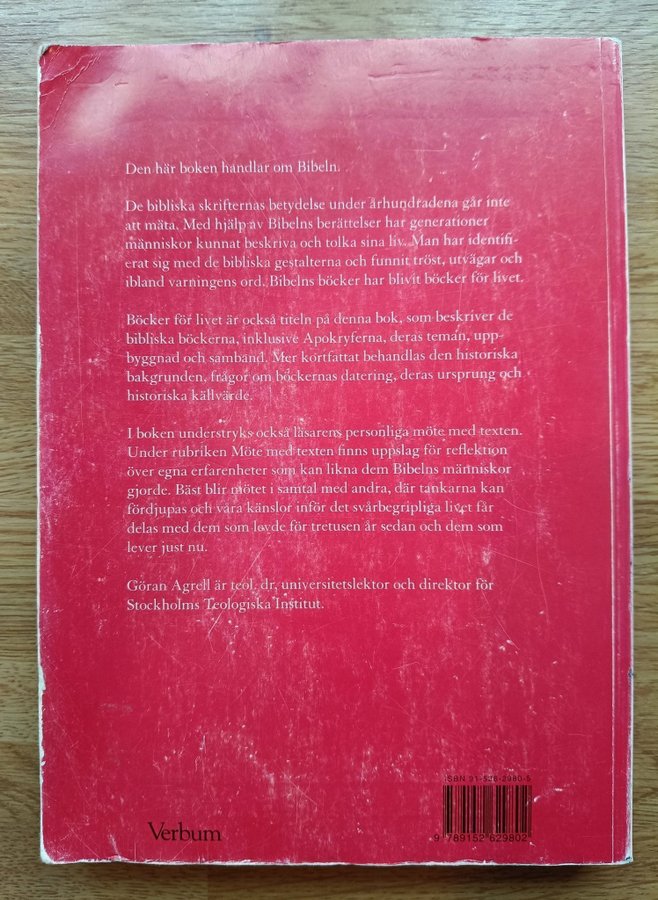 Den här boken handlar om Bibeln.
De bibliska skrifternas betydelse under århundradena går inte
att mäta. Med hjälp av Bibelns berättelser har generationer
människor kunnat beskriva och tolka sina liv. Man har identifi-
erat sig med de bibliska gestalterna och funnit tröst, utvägar och
ibland varningens ord. Bibelns böcker har blivit böcker för livet.
Böcker för livet är också titeln på denna bok, som beskriver de
bibliska böckerna, inklusive Apokryferna, deras teman, upp-
byggnad och samband. Mer kortfattat behandlas den historiska
bakgrunden, frågor om böckernas datering, deras ursprung och
historiska källvärde.
I boken understryks också läsarens personliga möte med texten.
Under rubriken Möte med texten finns uppslag för reflektion
över egna erfarenheter som kan likna dem Bibelns människor
gjorde. Bäst blir mötet i samtal med andra, där tankarna kan
fördjupas och våra känslor inför det svårbegripliga livet får
delas med dem som levde för tretusen år sedan och dem som
lever just nu.
Göran Agrell är teol. dr, universitetslektor och direktor för
Stockholms Teologiska Institut.
ISBN 91-526-2980-5
Verbum
9 789152 629802